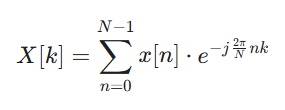 X[k] = \sum_{n=0}^{N-1} x[n] \cdot e^{-j \frac{2\pi}{N} nk}